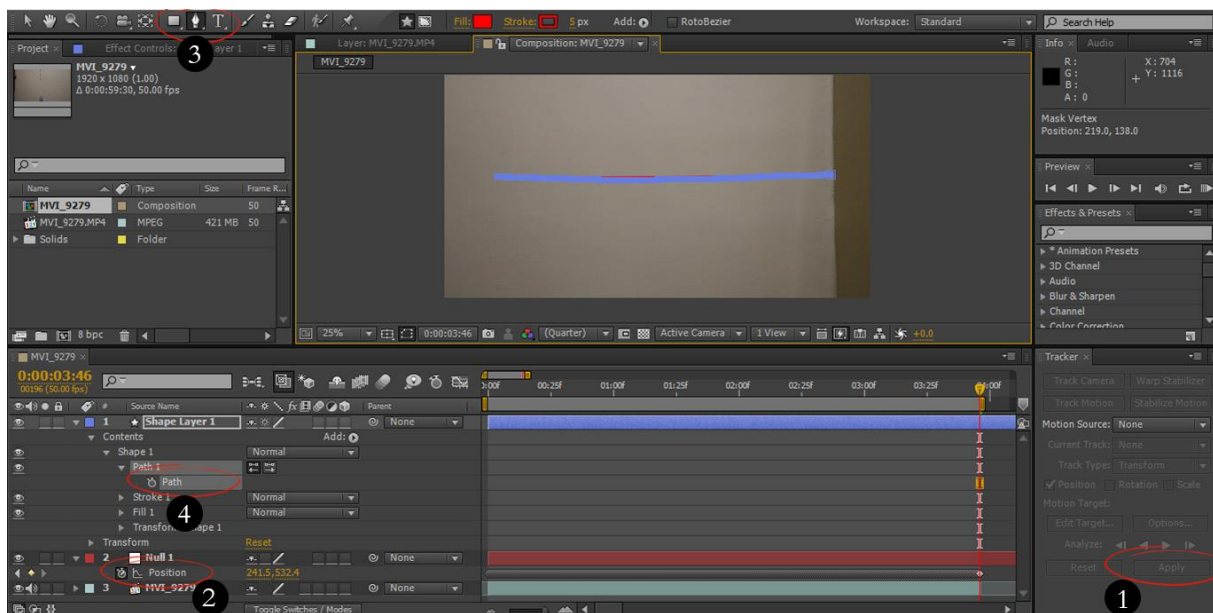 Fill: Stroke: 5 px Add: RotoBezier Workspace: Standard Search Help
Project Effect Controls: ayer 1 Layer: MVI_9279.MP4 Composition: MVI_9279 Info Audio
3
MVI_9279
MVI_9279
1920 x 1080 (1.00)
Δ 0:00:59:30, 50.00 fps
R: X: 704
G: Y: 1116
B:
A: 0
Mask Vertex
Position: 219.0, 138.0
Preview
Name Type Size Frame R...
MVI_9279 Composition 50
MVI_9279.MP4 MPEG 421 MB 50
Solids Folder
Effects & Presets
* Animation Presets
3D Channel
Audio
Blur & Sharpen
Channel
Color Correction
8 bpc 25% 0:00:03:46 (Quarter) Active Camera 1 View +0.0
MVI_9279
0:00:03:46
00196 (50.00 fps)
:00f 00:25f 01:00f 01:25f 02:00f 02:25f 03:00f 03:25f :00f
# Source Name Parent
1 Shape Layer 1 None
Contents Add:
Shape 1 Normal
Path 1
Path
Stroke 1 Normal
4
Fill 1 Normal
Transform: Shape 1
Transform Reset
2 Null 1 None
Position 241.5,532.4
3 MVI_9279 None
2
Toggle Switches / Modes
Tracker
Track Camera Warp Stabilizer
Track Motion Stabilize Motion
Motion Source: None
Current Track: None
Track Type: Transform
Position Rotation Scale
Motion Target:
Edit Target... Options...
Analyze:
Reset Apply
1